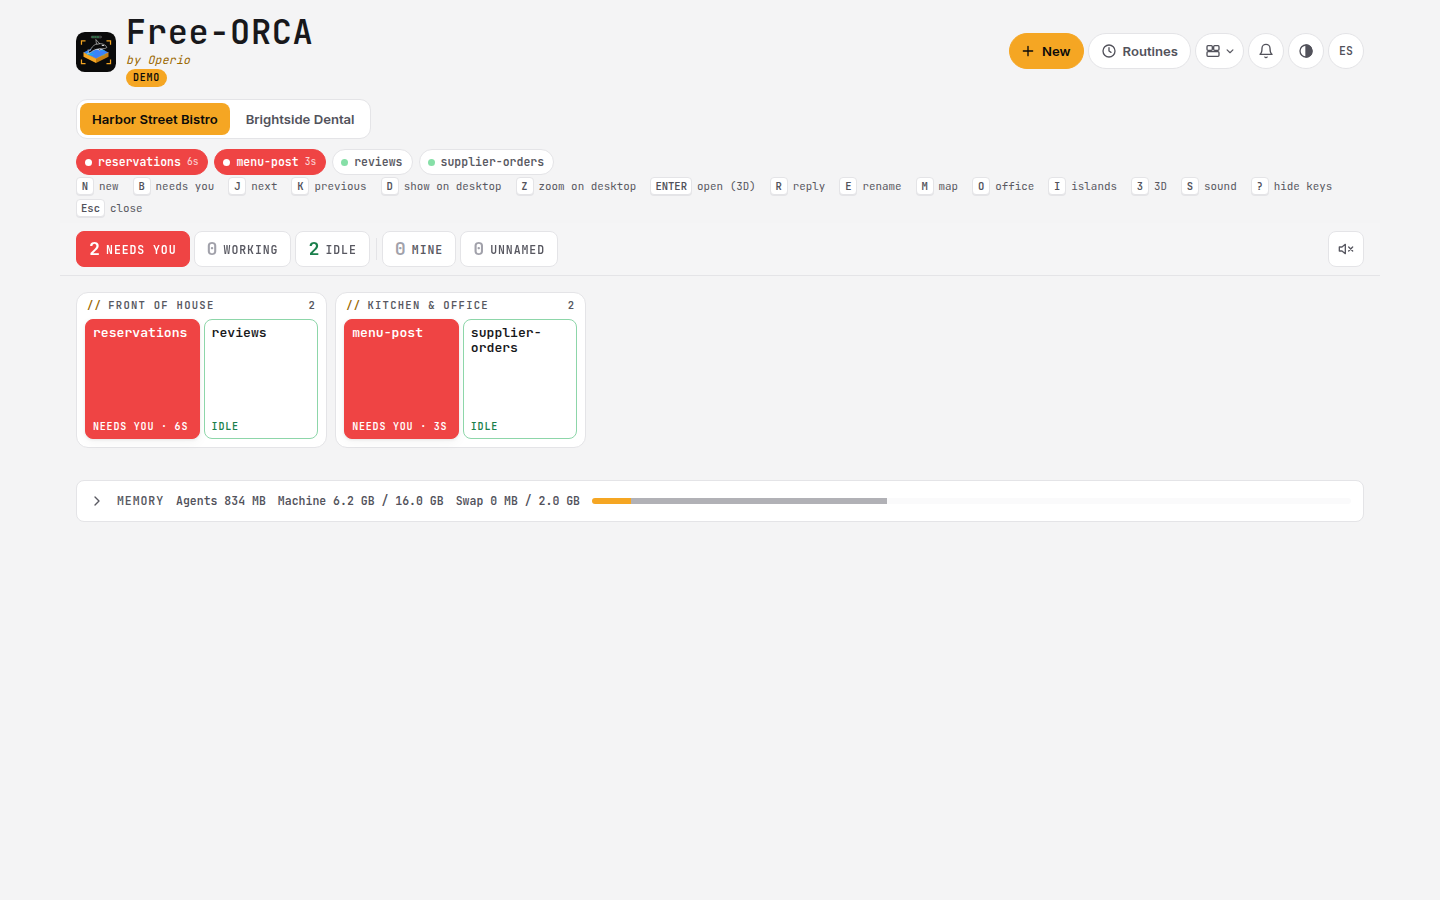 Free-ORCA
by Operio
DEMO
+ New
Routines
ES
Harbor Street Bistro
Brightside Dental
reservations 6s
menu-post 3s
reviews
supplier-orders
N new B needs you J next K previous D show on desktop Z zoom on desktop ENTER open (3D) R reply E rename M map O office I islands 3 3D S sound ? hide keys
Esc close
2 NEEDS YOU
0 WORKING
2 IDLE
0 MINE
0 UNNAMED
// FRONT OF HOUSE 2
reservations
NEEDS YOU · 6S
reviews
IDLE
// KITCHEN & OFFICE 2
menu-post
NEEDS YOU · 3S
supplier-
orders
IDLE
MEMORY Agents 834 MB Machine 6.2 GB / 16.0 GB Swap 0 MB / 2.0 GB